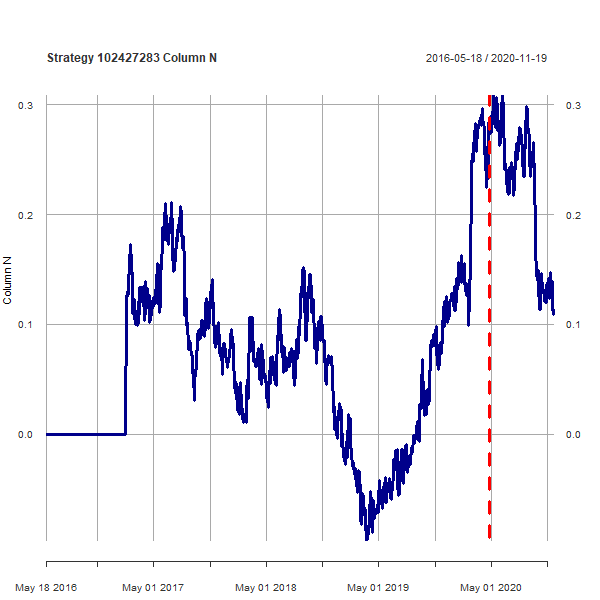 Strategy 102427283 Column N
2016-05-18 / 2020-11-19
0.3 0.3
0.2 0.2
0.1 0.1
0.0 0.0
Column N
May 18 2016 May 01 2017 May 01 2018 May 01 2019 May 01 2020